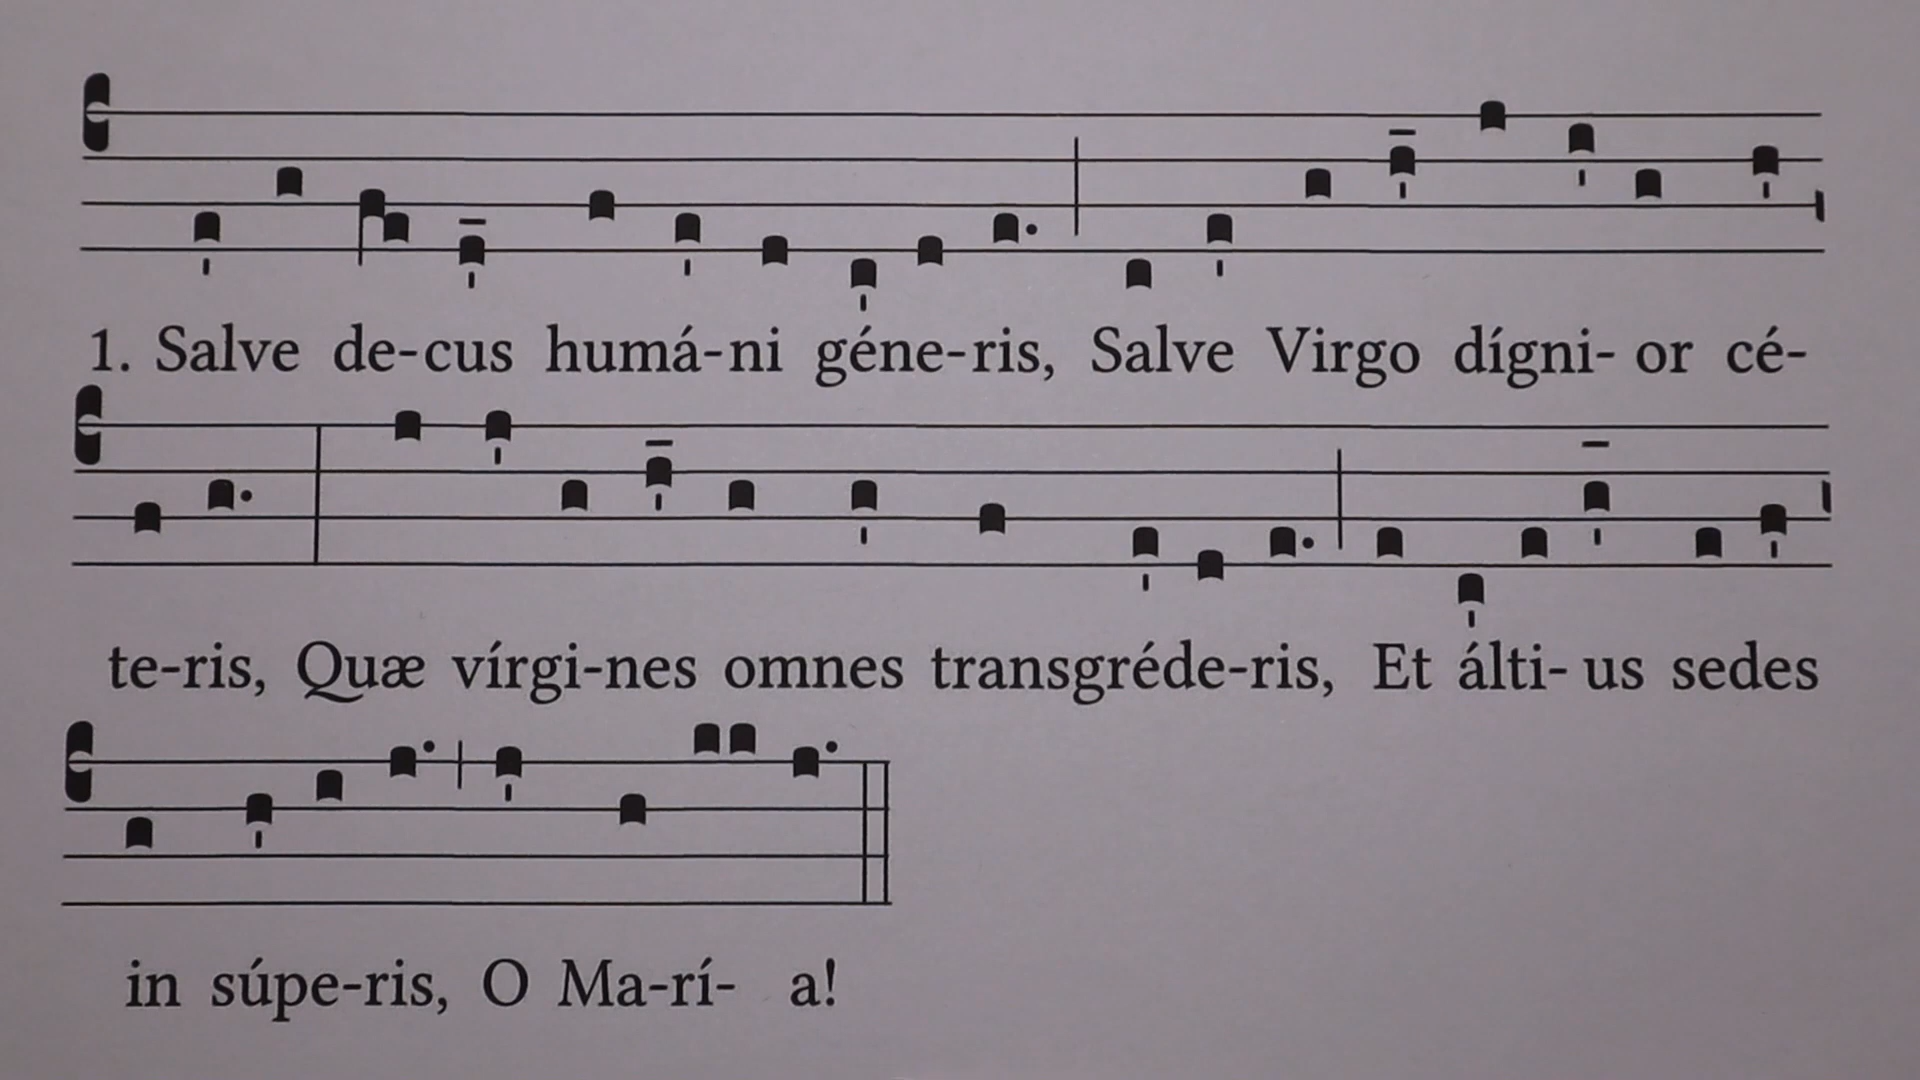 1. Salve de-cus humá-ni géne-ris, Salve Virgo dígni- or cé-
te-ris, Quæ vírgi-nes omnes transgréde-ris, Et álti- us sedes
in súpe-ris, O Ma-rí- a!